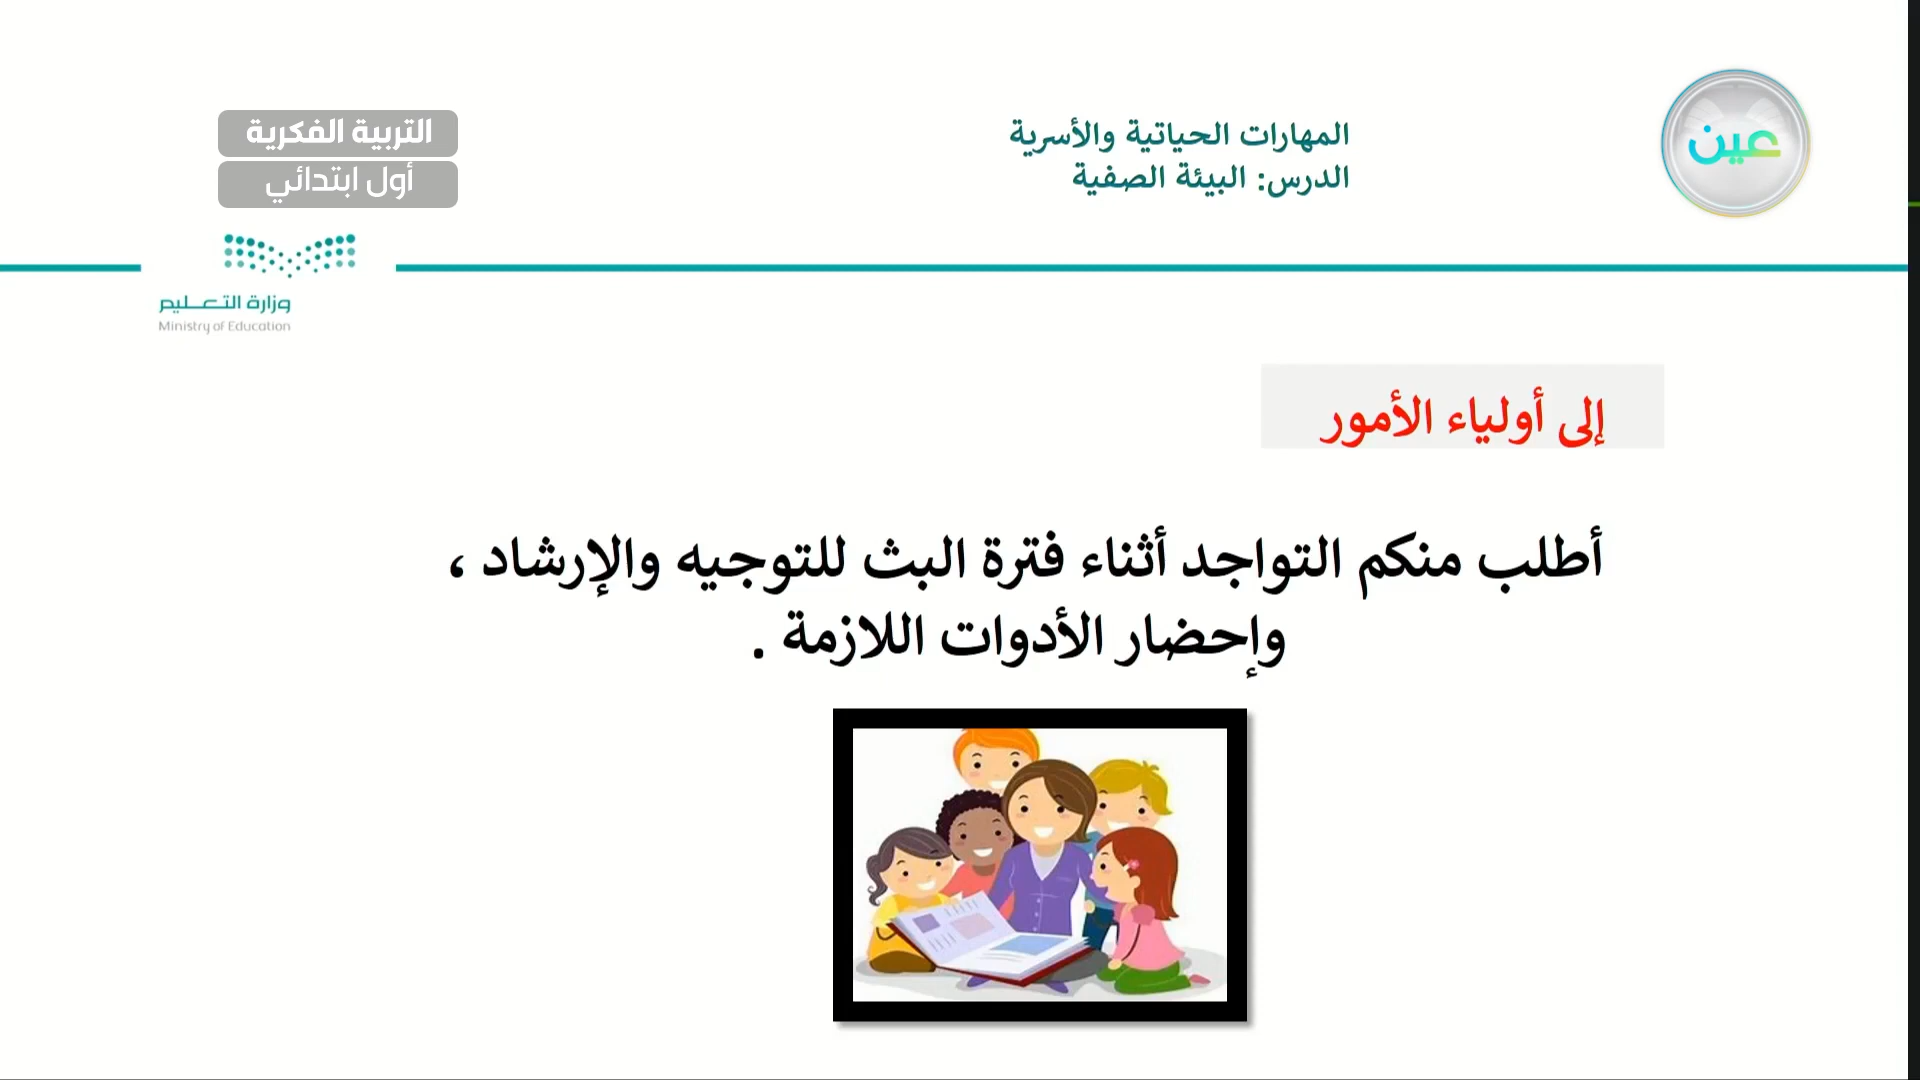 عين
المهارات الحياتية والأسرية
الدرس: البيئة الصفية
التربية الفكرية
أول ابتدائي
وزارة التعـــليم
Ministry of Education
إلى أولياء الأمور
أطلب منكم التواجد أثناء فترة البث للتوجيه والإرشاد ،
وإحضار الأدوات اللازمة .